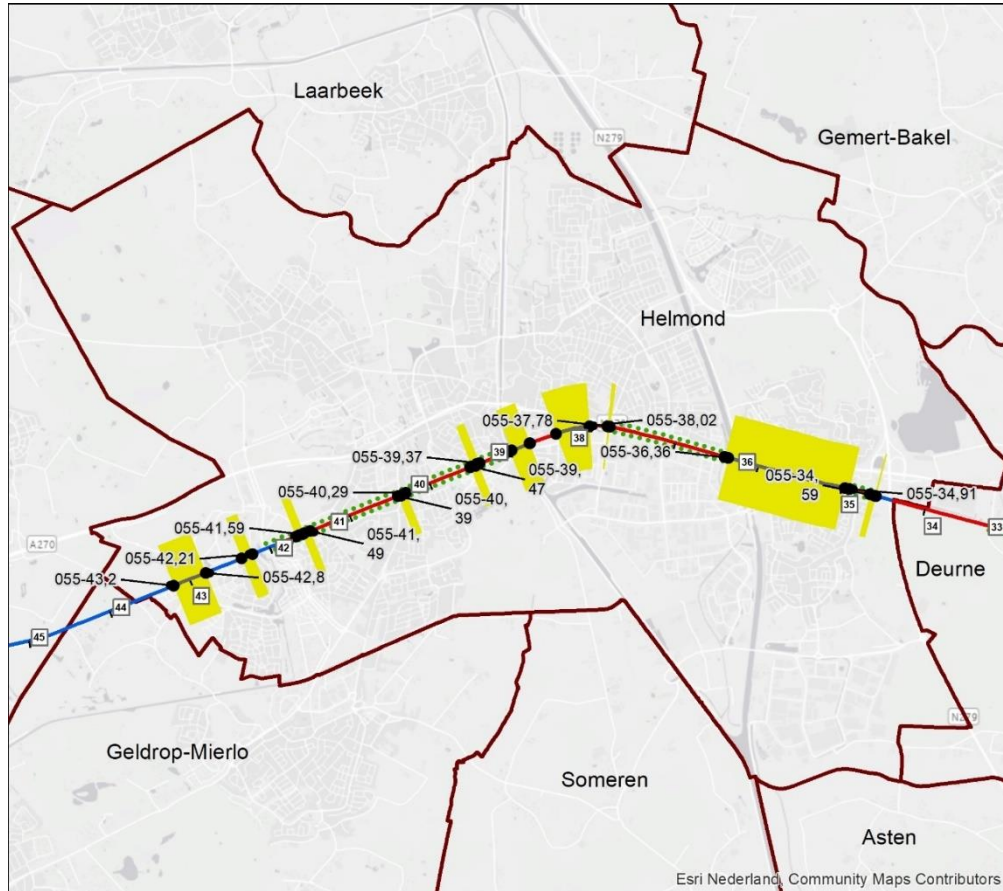 Laarbeek
N279
Gemert-Bakel
Helmond
055-37,78
38
055-38,02
055-39,37
39
055-36,36
36
055-39,
47
055-34,
59
055-34,91
35
055-40,29
40
055-40,
39
055-41,59
41
055-41,
49
34
33
A270
055-42,21
42
055-43,2
055-42,8
43
Deurne
44
45
N279
Geldrop-Mierlo
Someren
Asten
Esri Nederland, Community Maps Contributors